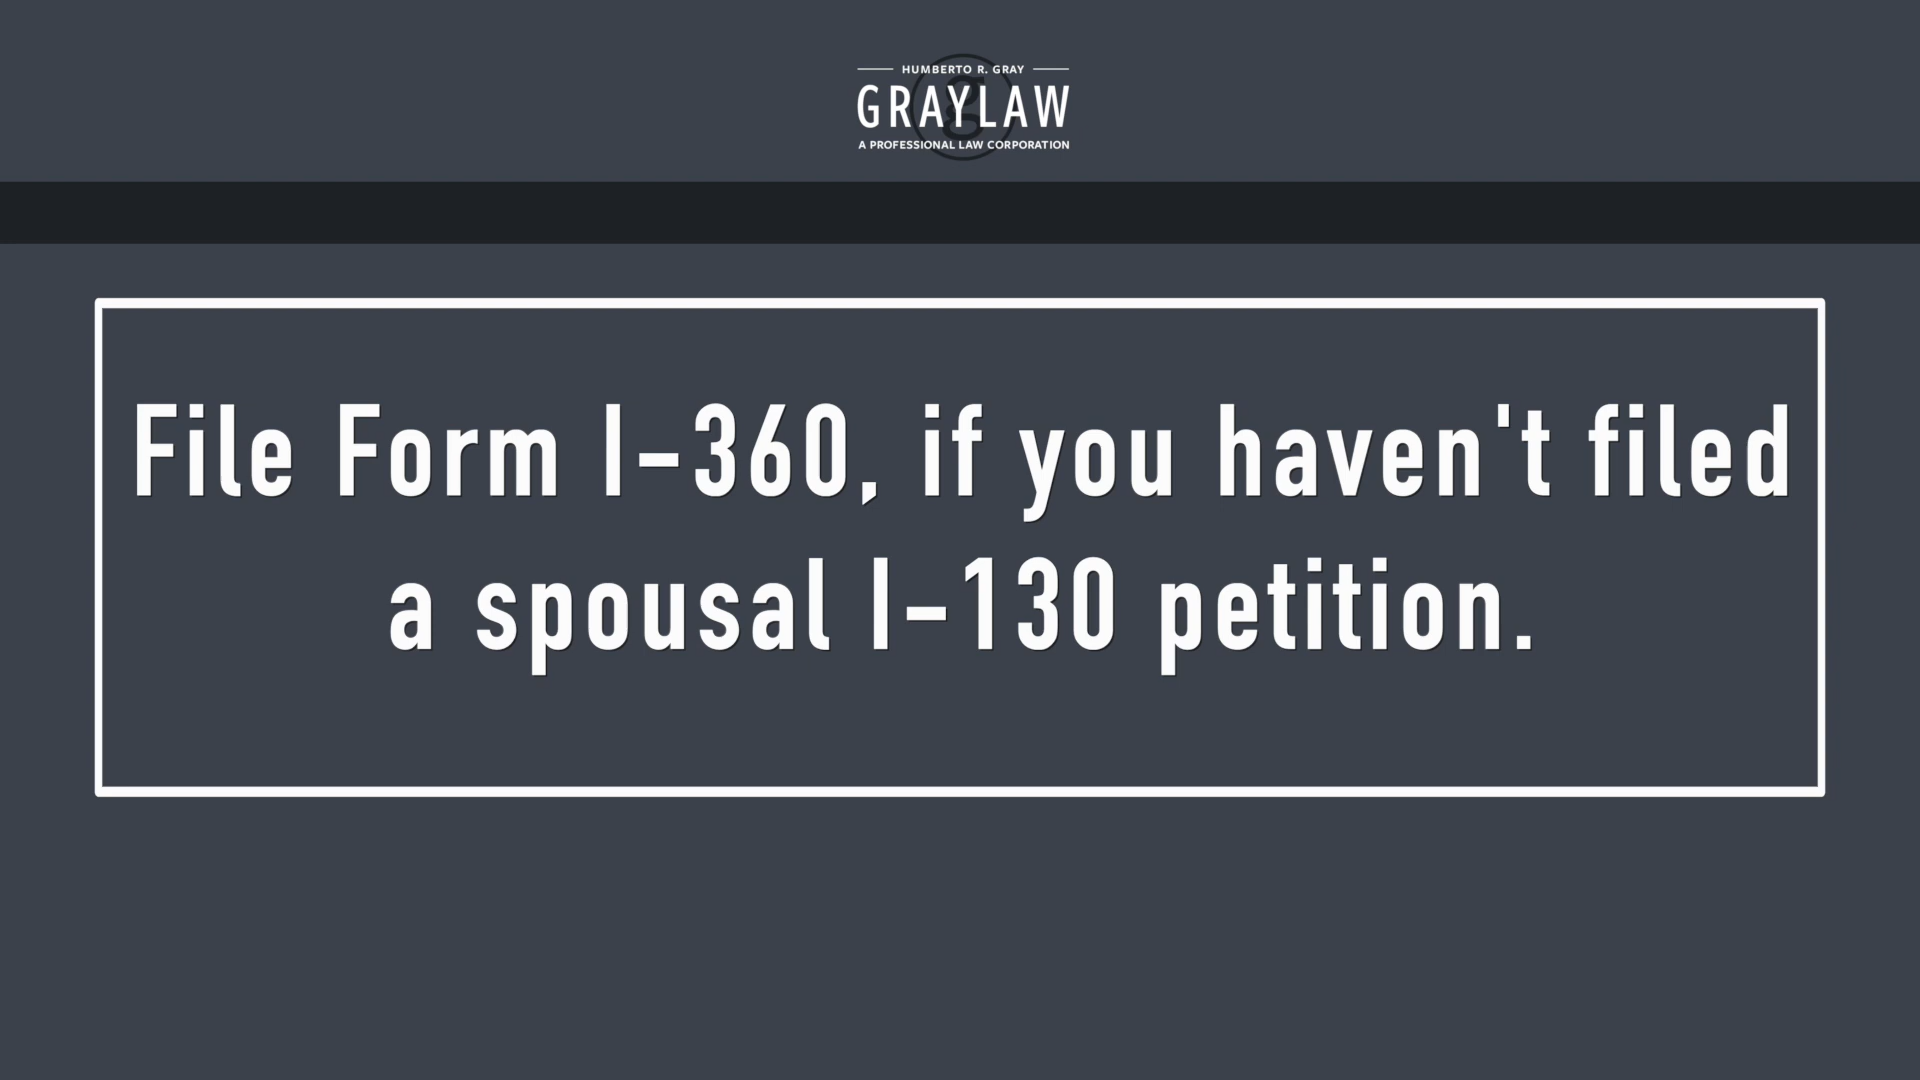 HUMBERTO R. GRAY
GRAYLAW
A PROFESSIONAL LAW CORPORATION
File Form I-360, if you haven't filed
a spousal I-130 petition.